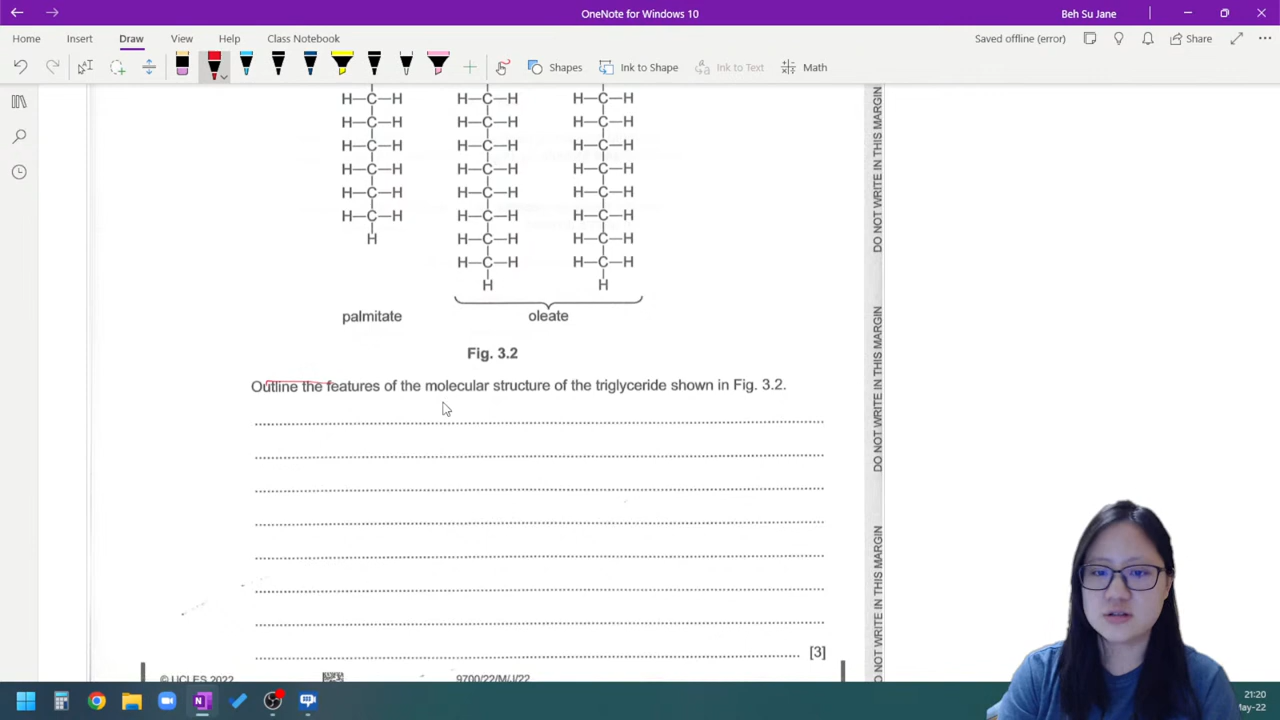 OneNote for Windows 10
Beh Su Jane
Home Insert Draw View Help Class Notebook
Saved offline (error) Share
Shapes Ink to Shape Ink to Text Math
H—C—H H—C—H H—C—H
H—C—H H—C—H H—C—H
H—C—H H—C—H H—C—H
H—C—H H—C—H H—C—H
H—C—H H—C—H H—C—H
H—C—H H—C—H H—C—H
H H—C—H H—C—H
H—C—H H—C—H
H H
palmitate oleate
Fig. 3.2
Outline the features of the molecular structure of the triglyceride shown in Fig. 3.2.
[3]
© UCLES 2022 9700/22/M/J/22
DO NOT WRITE IN THIS MARGIN
DO NOT WRITE IN THIS MARGIN
DO NOT WRITE IN THIS MARGIN
21:20
May-22